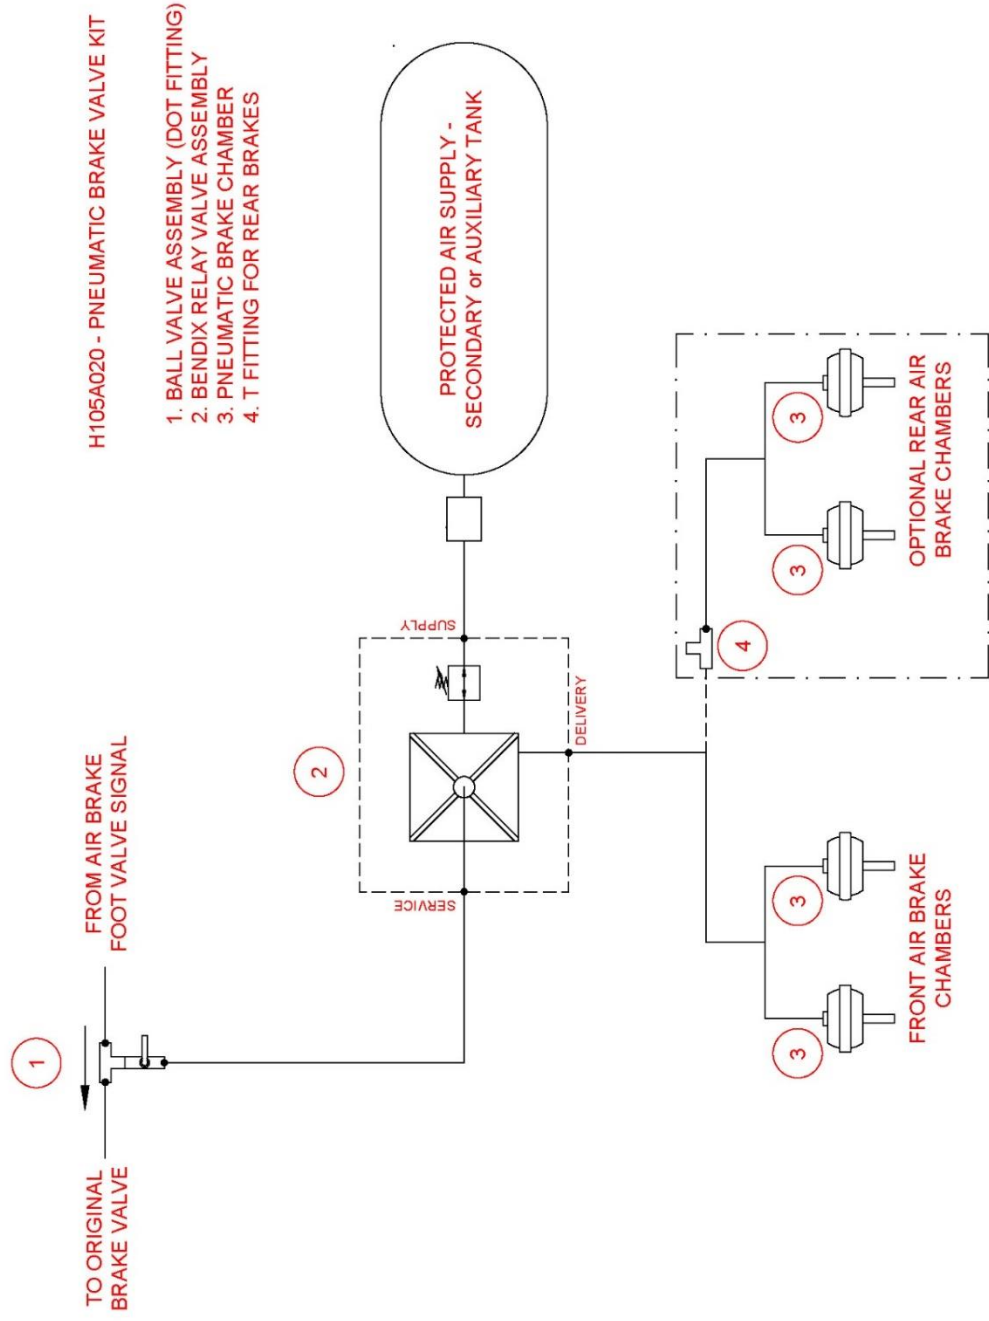 H105A020 - PNEUMATIC BRAKE VALVE KIT
1. BALL VALVE ASSEMBLY (DOT FITTING)
2. BENDIX RELAY VALVE ASSEMBLY
3. PNEUMATIC BRAKE CHAMBER
4. T FITTING FOR REAR BRAKES
1
TO ORIGINAL
BRAKE VALVE
FROM AIR BRAKE
FOOT VALVE SIGNAL
2
SERVICE
SUPPLY
DELIVERY
PROTECTED AIR SUPPLY -
SECONDARY or AUXILIARY TANK
4
3
3
3
3
FRONT AIR BRAKE
CHAMBERS
OPTIONAL REAR AIR
BRAKE CHAMBERS